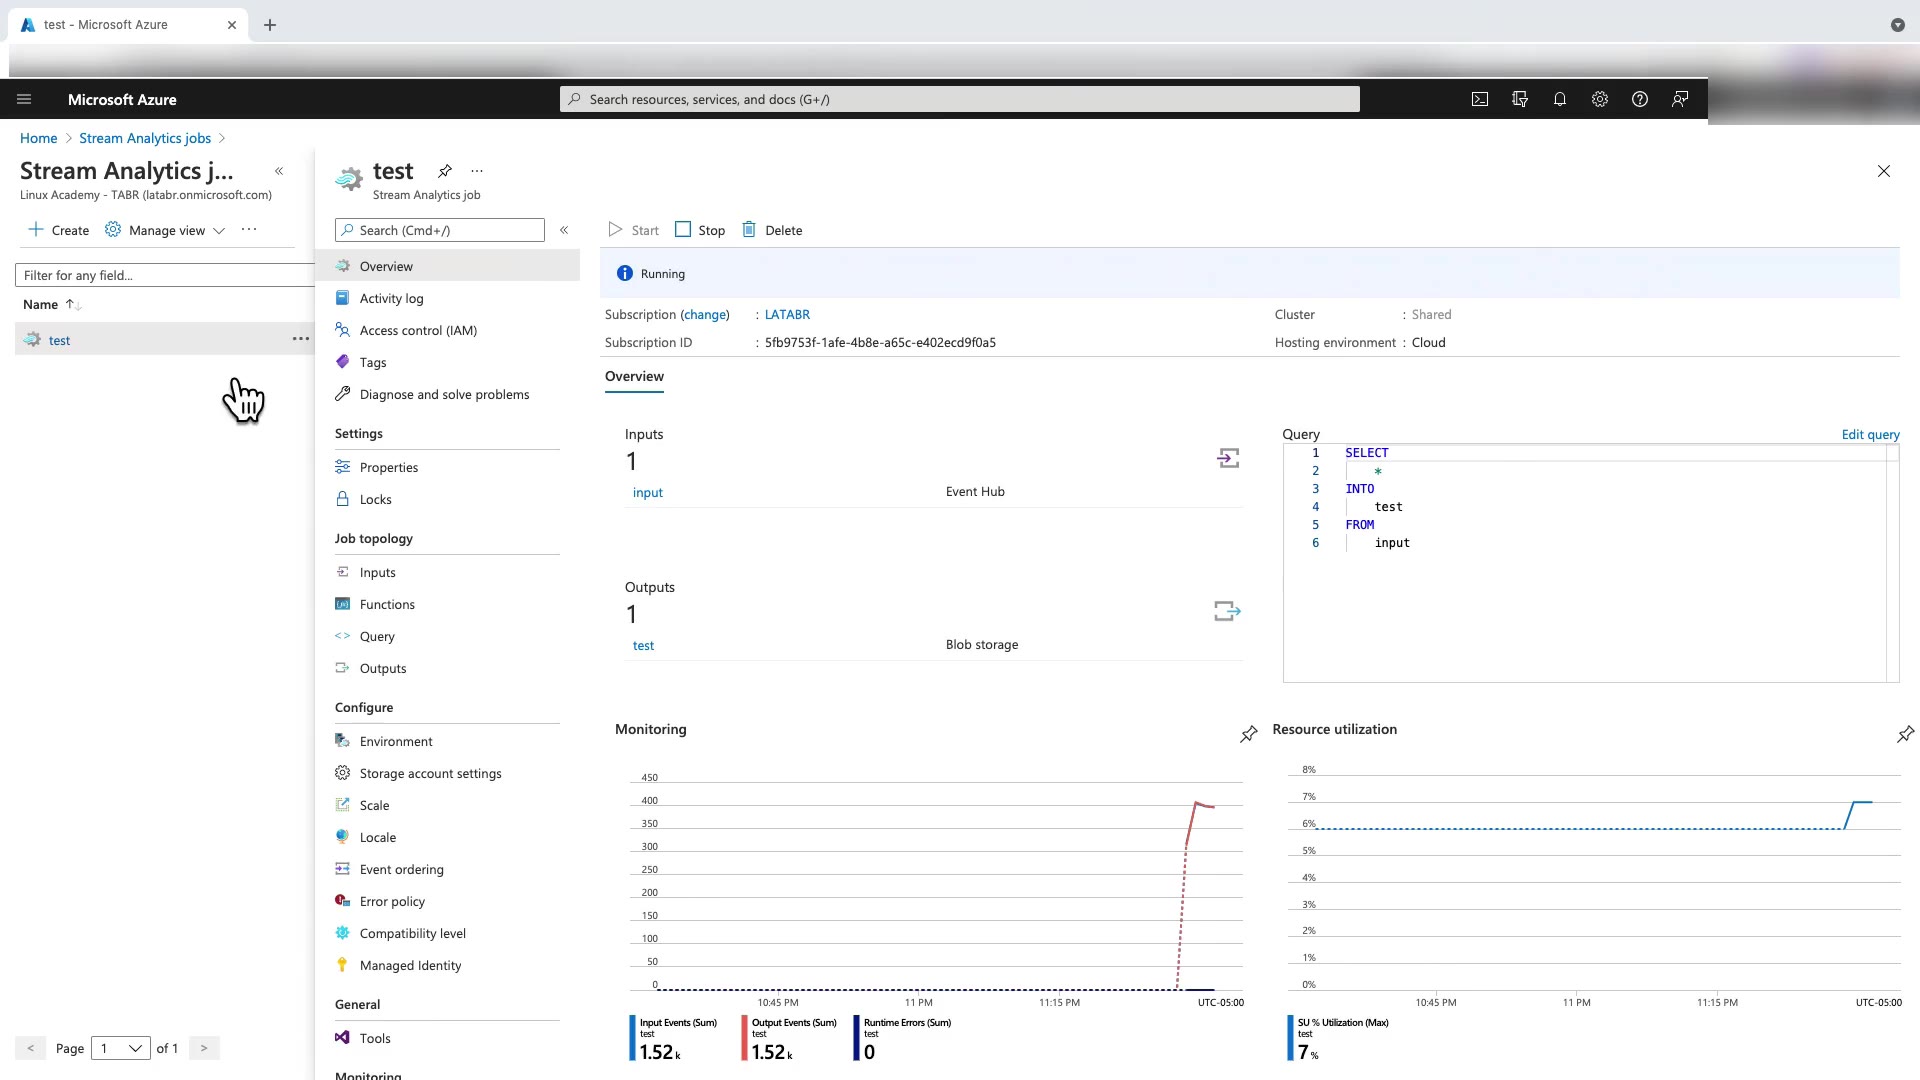 test - Microsoft Azure
Microsoft Azure
Search resources, services, and docs (G+/)
Home > Stream Analytics jobs >
Stream Analytics j...
Linux Academy - TABR (latabr.onmicrosoft.com)
Create
Manage view
Filter for any field...
Name
test
Page 1 of 1
test
Stream Analytics job
Search (Cmd+/)
Overview
Activity log
Access control (IAM)
Tags
Diagnose and solve problems
Settings
Properties
Locks
Job topology
Inputs
Functions
Query
Outputs
Configure
Environment
Storage account settings
Scale
Locale
Event ordering
Error policy
Compatibility level
Managed Identity
General
Tools
Monitoring
Start
Stop
Delete
Running
Subscription (change) : LATABR
Subscription ID : 5fb9753f-1afe-4b8e-a65c-e402ecd9f0a5
Cluster : Shared
Hosting environment : Cloud
Overview
Inputs
1
input Event Hub
Outputs
1
test Blob storage
Query Edit query
1 SELECT
2 *
3 INTO
4 test
5 FROM
6 input
Monitoring
450
400
350
300
250
200
150
100
50
0
10:45 PM 11 PM 11:15 PM UTC-05:00
Input Events (Sum)
test
1.52 k
Output Events (Sum)
test
1.52 k
Runtime Errors (Sum)
test
0
Resource utilization
8%
7%
6%
5%
4%
3%
2%
1%
0%
10:45 PM 11 PM 11:15 PM UTC-05:00
SU % Utilization (Max)
test
7 %